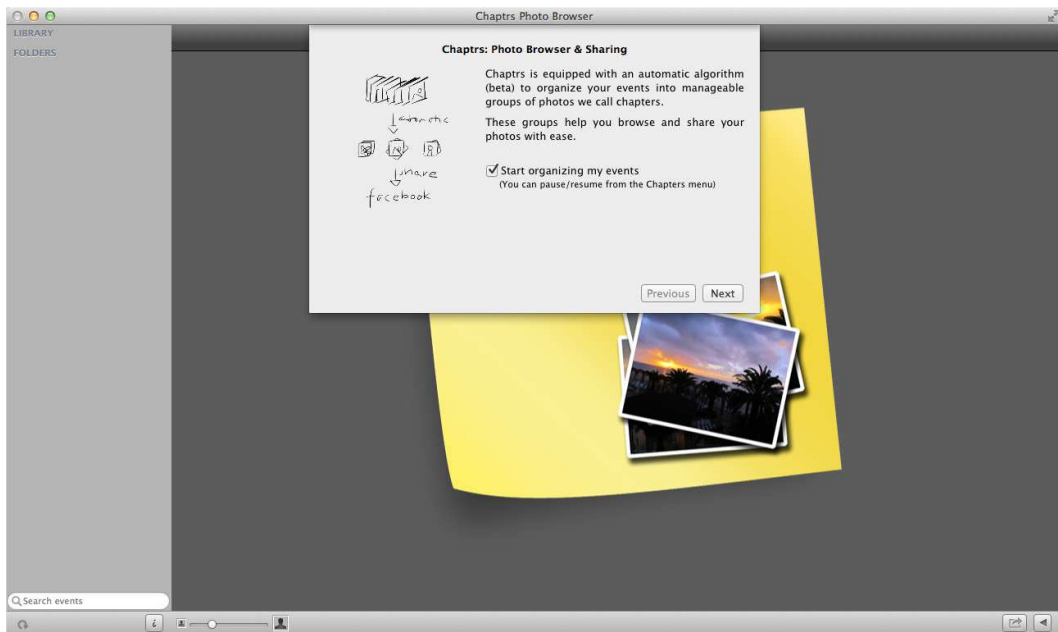 Chaptrs Photo Browser
LIBRARY
FOLDERS
Chaptrs: Photo Browser & Sharing
Chaptrs is equipped with an automatic algorithm
(beta) to organize your events into manageable
groups of photos we call chapters.
These groups help you browse and share your
photos with ease.
Start organizing my events
(You can pause/resume from the Chapters menu)
share
facebook
Previous
Next
Search events
i